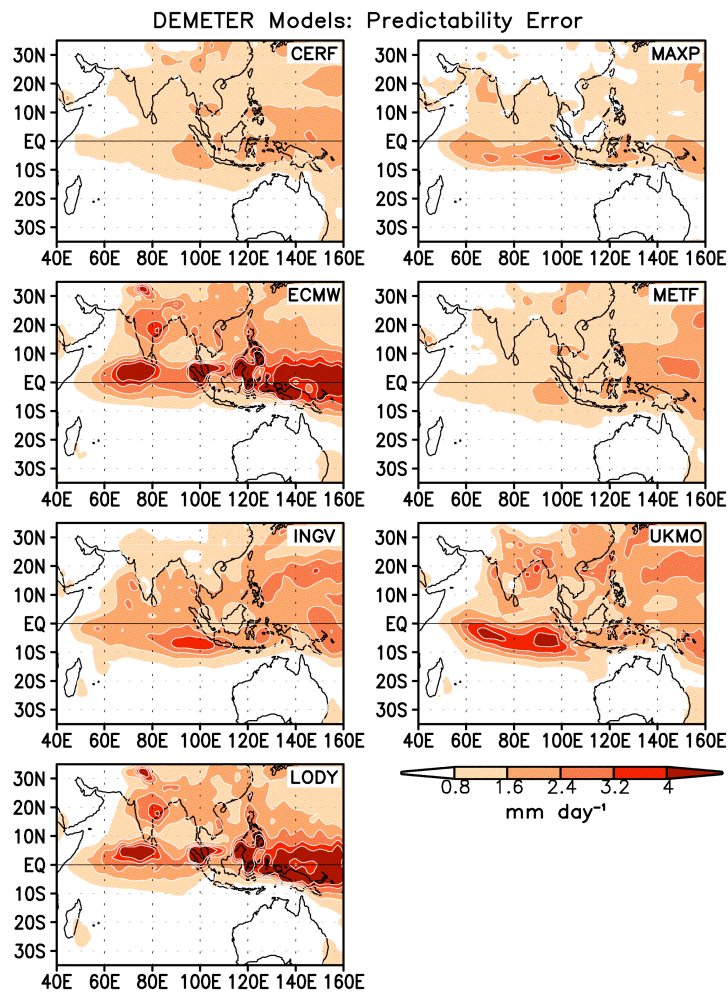 DEMETER Models: Predictability Error
CERF
30N
20N
10N
EQ
10S
20S
30S
40E 60E 80E 100E 120E 140E 160E
MAXP
30N
20N
10N
EQ
10S
20S
30S
40E 60E 80E 100E 120E 140E 160E
ECMW
30N
20N
10N
EQ
10S
20S
30S
40E 60E 80E 100E 120E 140E 160E
METF
30N
20N
10N
EQ
10S
20S
30S
40E 60E 80E 100E 120E 140E 160E
INGV
30N
20N
10N
EQ
10S
20S
30S
40E 60E 80E 100E 120E 140E 160E
UKMO
30N
20N
10N
EQ
10S
20S
30S
40E 60E 80E 100E 120E 140E 160E
LODY
30N
20N
10N
EQ
10S
20S
30S
40E 60E 80E 100E 120E 140E 160E
0.8 1.6 2.4 3.2 4
mm day⁻¹